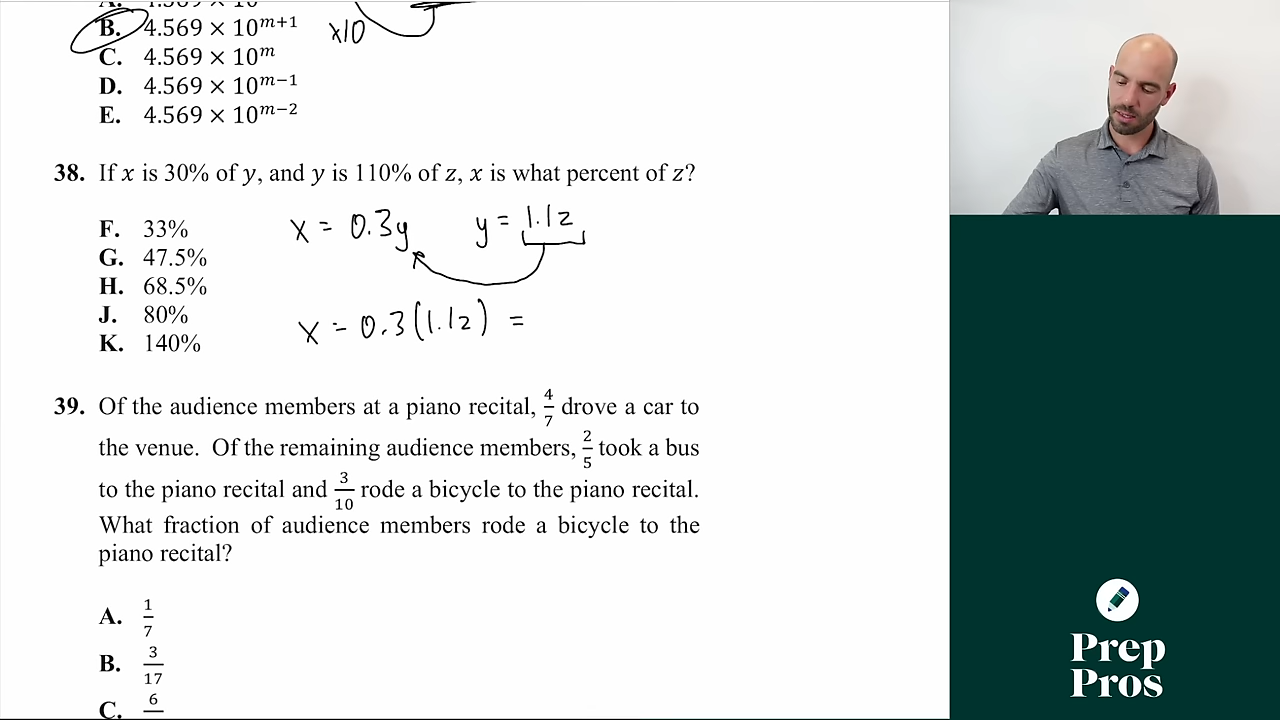 B. 4.569 × 10^{m+1} x10
C. 4.569 × 10^m
D. 4.569 × 10^{m−1}
E. 4.569 × 10^{m−2}
38. If x is 30% of y, and y is 110% of z, x is what percent of z?
F. 33%
G. 47.5%
H. 68.5%
J. 80%
K. 140%
x = 0.3y y = 1.1z
x = 0.3(1.1z) =
39. Of the audience members at a piano recital, 4/7 drove a car to
the venue. Of the remaining audience members, 2/5 took a bus
to the piano recital and 3/10 rode a bicycle to the piano recital.
What fraction of audience members rode a bicycle to the
piano recital?
A. 1/7
B. 3/17
C. 6
Prep
Pros